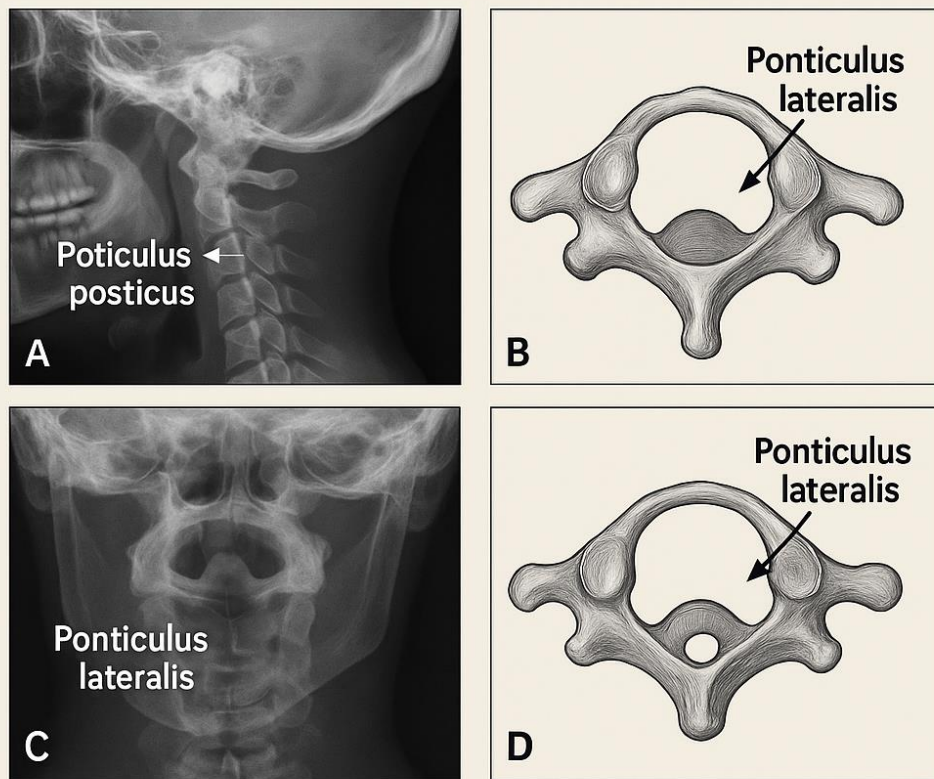 Poticulus
posticus
A
Ponticulus
lateralis
B
Ponticulus
lateralis
C
Ponticulus
lateralis
D